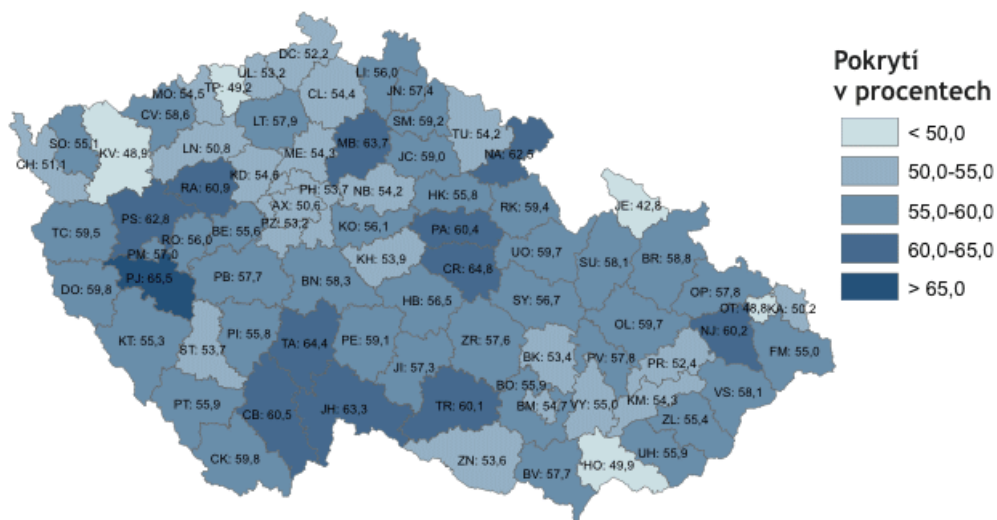 DC: 52,2
ÚL: 53,2
LI: 56,0
TP: 49,2
MO: 54,5
CL: 54,4
JN: 57,4
CV: 58,6
LT: 57,9
SM: 59,2
TU: 54,2
SO: 55,1
KV: 48,9
LN: 50,8
ME: 54,3
MB: 63,7
JC: 59,0
NA: 62,5
CH: 51,1
KD: 54,6
RA: 60,9
PH: 53,7
NB: 54,2
HK: 55,8
RK: 59,4
JE: 42,8
AX: 50,6
PS: 62,8
PZ: 53,2
TC: 59,5
RO: 56,0
BE: 55,6
KO: 56,1
PA: 60,4
PM: 57,0
UO: 59,7
SU: 58,1
BR: 58,8
KH: 53,9
CR: 64,8
PJ: 65,5
PB: 57,7
BN: 58,3
DO: 59,8
OP: 57,8
HB: 56,5
SY: 56,7
OT: 48,8
KA: 50,2
OL: 59,7
NJ: 60,2
KT: 55,3
PI: 55,8
ST: 53,7
TA: 64,4
PE: 59,1
ZR: 57,6
BK: 53,4
PV: 57,8
PR: 52,4
FM: 55,0
JI: 57,3
BO: 55,9
VS: 58,1
PT: 55,9
CB: 60,5
JH: 63,3
TR: 60,1
BM: 54,7
VY: 55,0
KM: 54,3
ZL: 55,4
CK: 59,8
ZN: 53,6
BV: 57,7
HO: 49,9
UH: 55,9
Pokrytí
v procentech
< 50,0
50,0-55,0
55,0-60,0
60,0-65,0
> 65,0